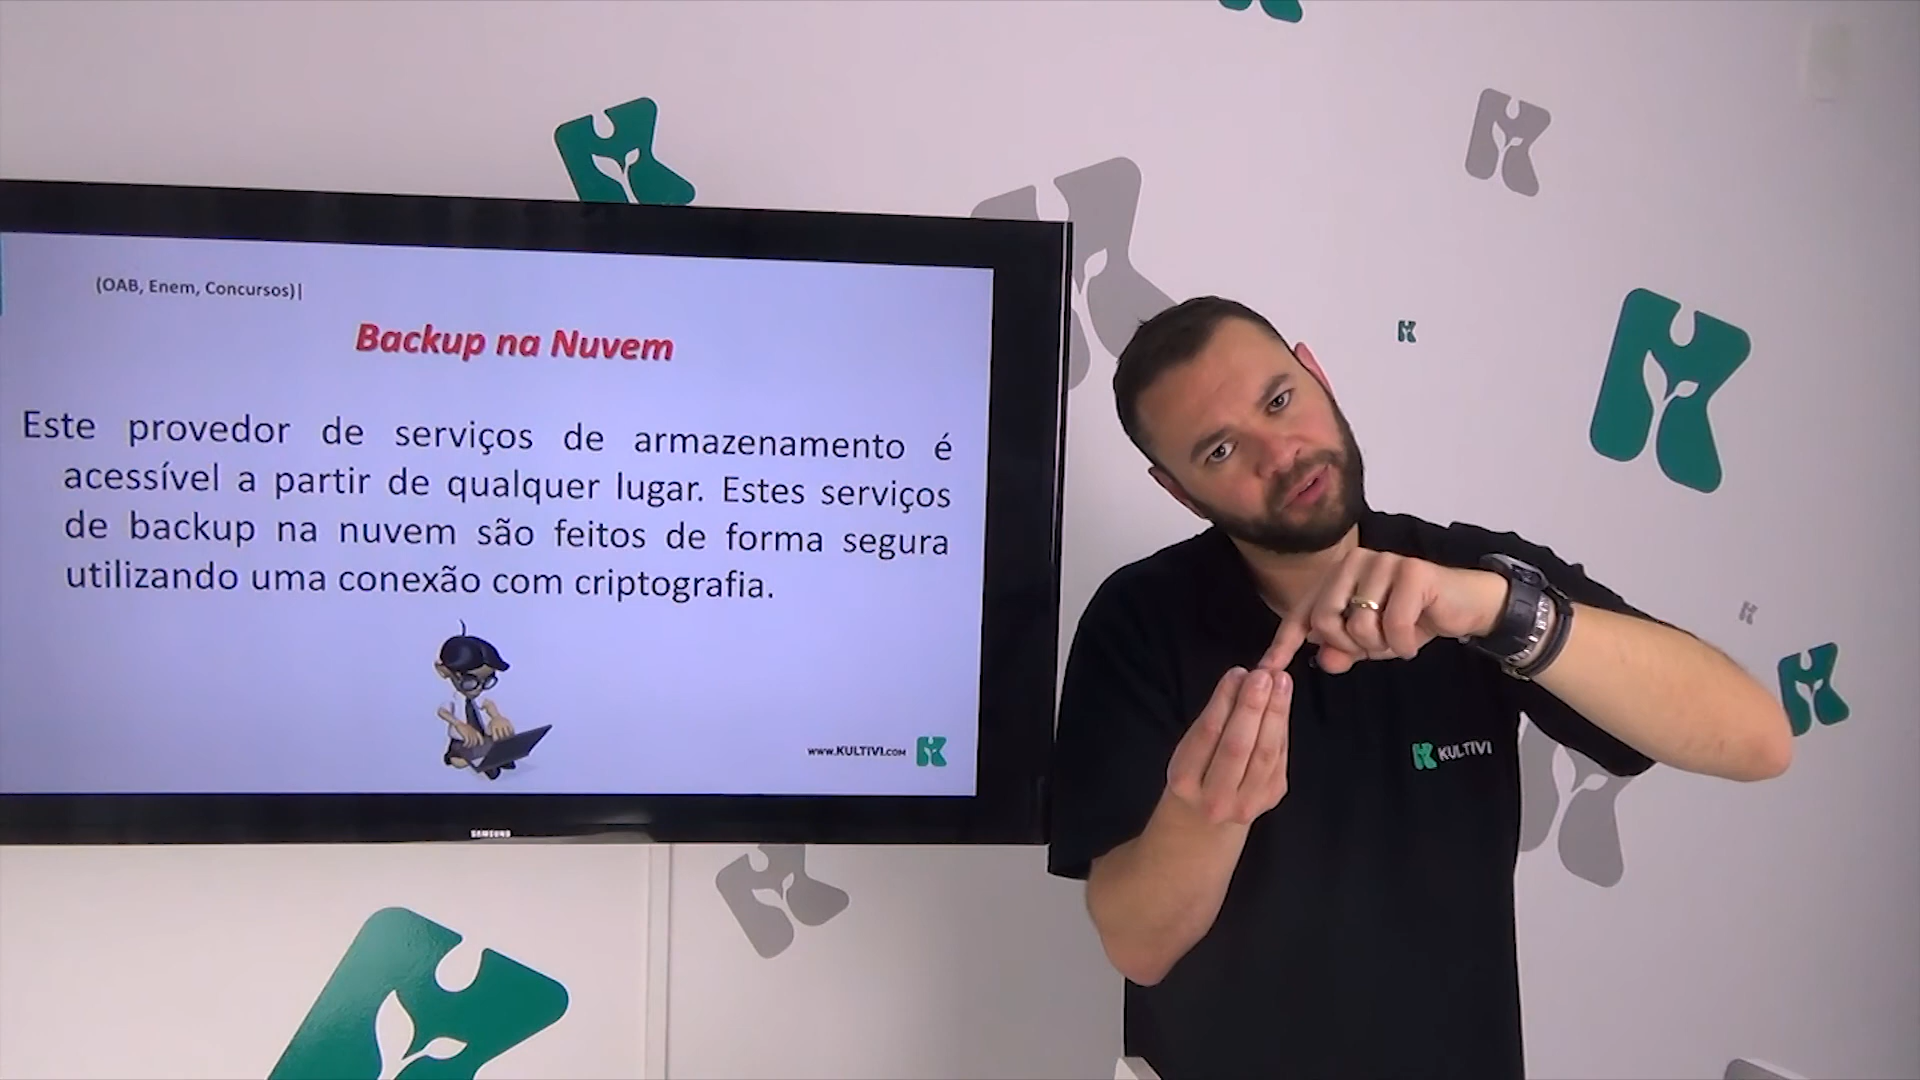 (OAB, Enem, Concursos)|
Backup na Nuvem
Este provedor de serviços de armazenamento é
acessível a partir de qualquer lugar. Estes serviços
de backup na nuvem são feitos de forma segura
utilizando uma conexão com criptografia.
www.KULTIVI.COM
SAMSUNG
KULTIVI